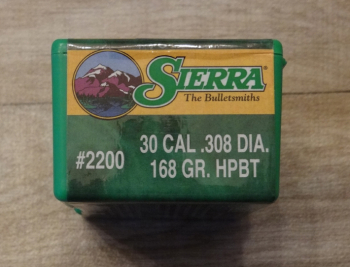 SIERRA®
The Bulletsmiths
#2200
30 CAL .308 DIA.
168 GR. HPBT